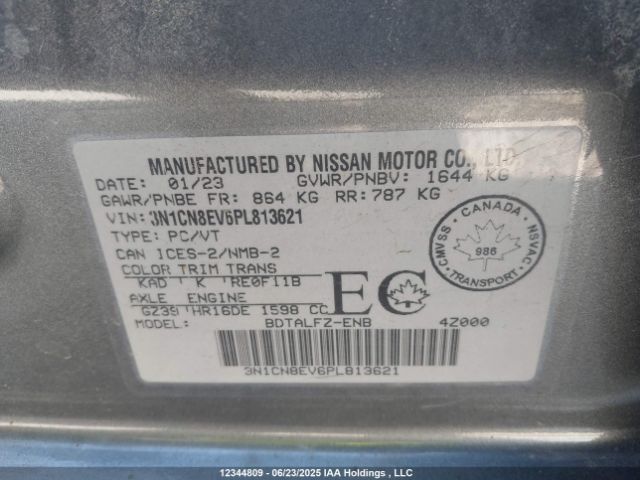 MANUFACTURED BY NISSAN MOTOR CO., LTD.
DATE: 01/23 GVWR/PNBV: 1644 KG
GAWR/PNBE FR: 864 KG RR: 787 KG
VIN: 3N1CN8EV6PL813621
TYPE: PC/VT
CAN ICES-2/NMB-2
COLOR TRIM TRANS
KAD K RE0F11B
AXLE ENGINE
GZ39 HR16DE 1598 CC
MODEL: BDTALFZ-ENB 4Z000
EC
CANADA
CMVSS NSVAC
986
TRANSPORT
3N1CN8EV6PL813621
12344809 - 06/23/2025 IAA Holdings , LLC